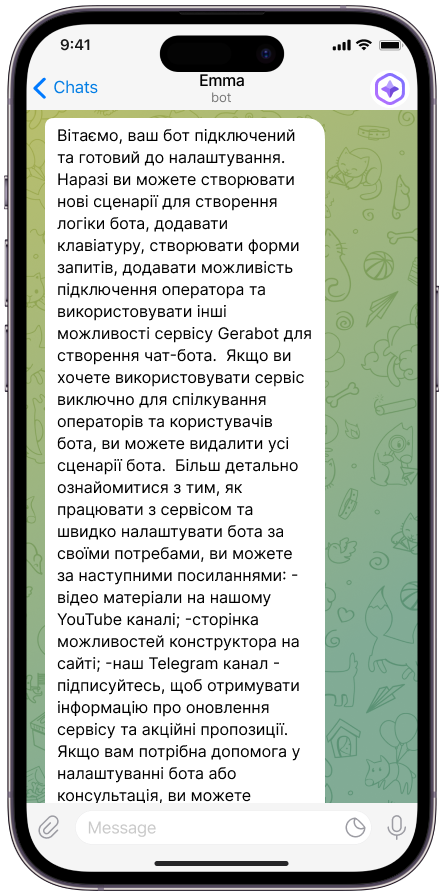 9:41
Chats
Emma
bot
Вітаємо, ваш бот підключений
та готовий до налаштування.
Наразі ви можете створювати
нові сценарії для створення
логіки бота, додавати
клавіатуру, створювати форми
запитів, додавати можливість
підключення оператора та
використовувати інші
можливості сервісу Gerabot для
створення чат-бота.  Якщо ви
хочете використовувати сервіс
виключно для спілкування
операторів та користувачів
бота, ви можете видалити усі
сценарії бота.  Більш детально
ознайомитися з тим, як
працювати з сервісом та
швидко налаштувати бота за
своїми потребами, ви можете
за наступними посиланнями: -
відео матеріали на нашому
YouTube каналі; -сторінка
можливостей конструктора на
сайті; -наш Telegram канал -
підписуйтесь, щоб отримувати
інформацію про оновлення
сервісу та акційні пропозиції.
Якщо вам потрібна допомога у
налаштуванні бота або
консультація, ви можете
Message